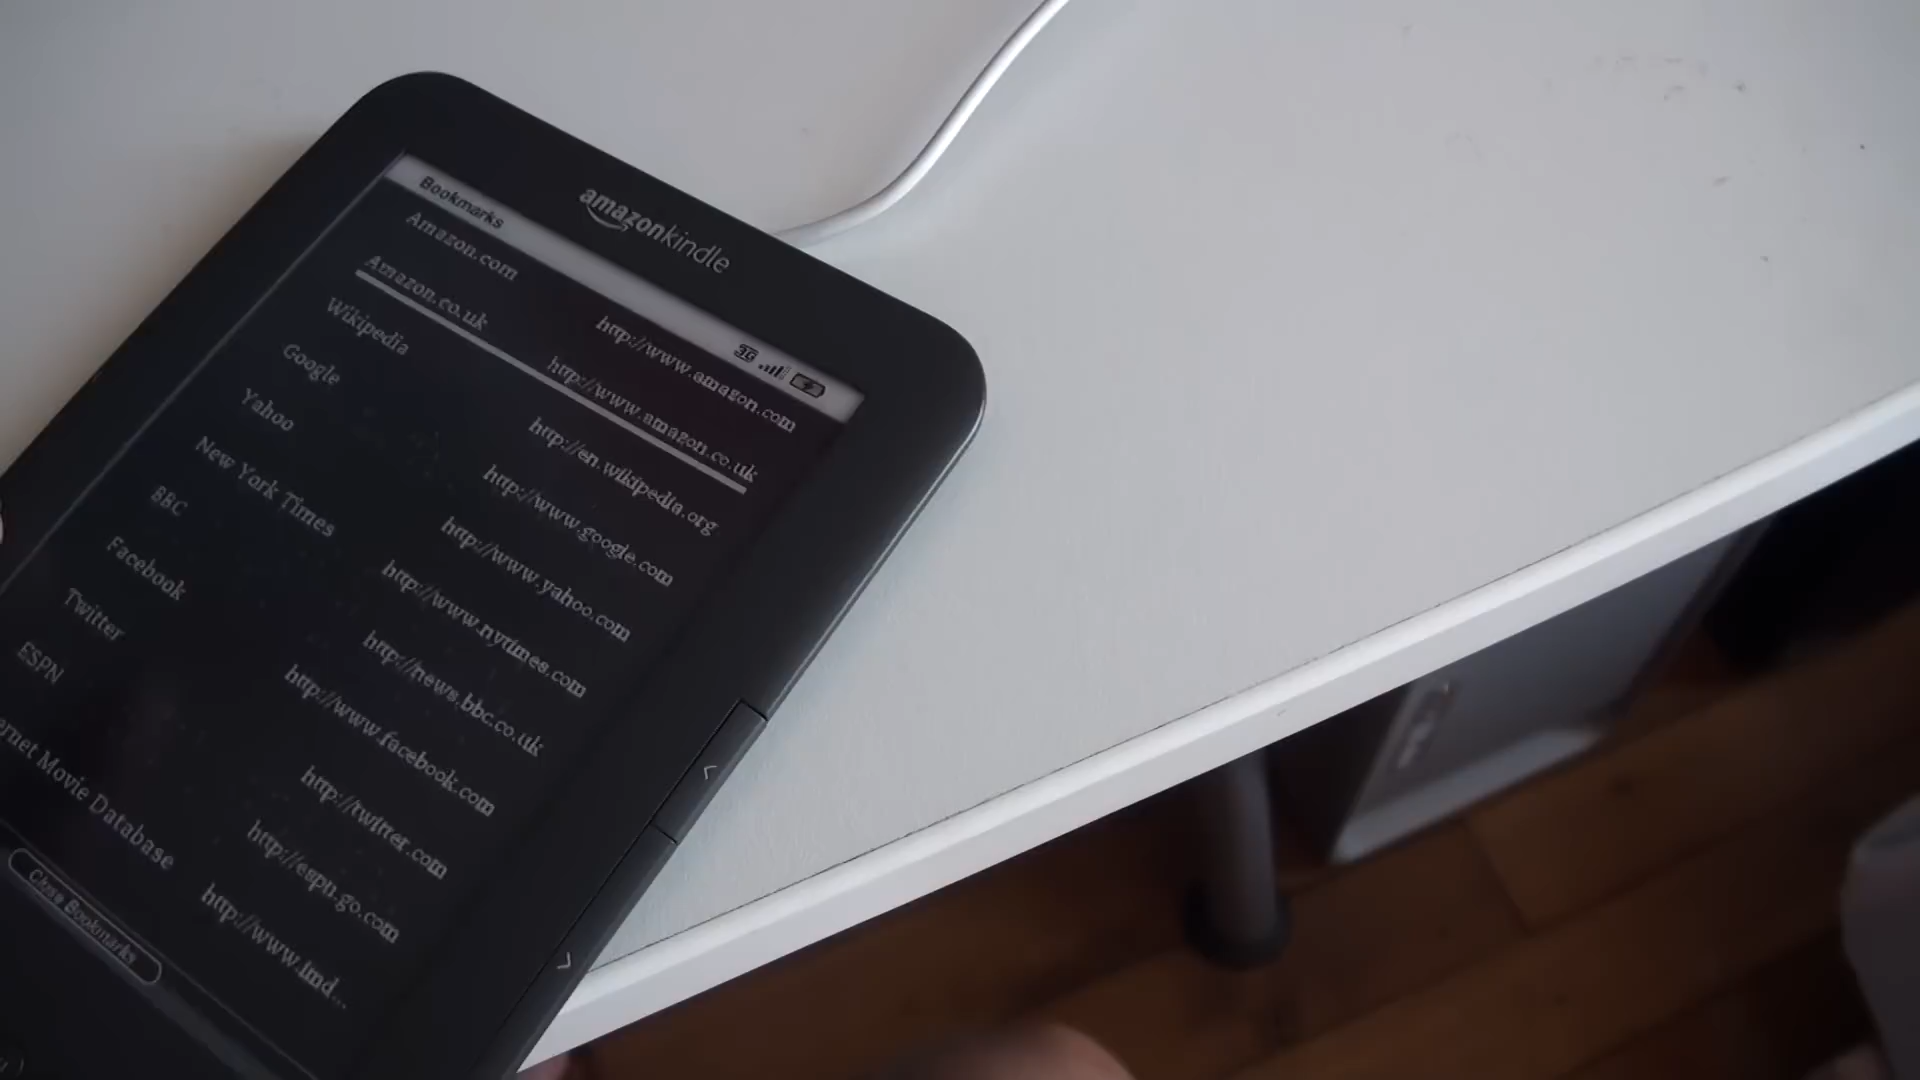 amazonkindle
Bookmarks 3G
Amazon.com http://www.amazon.com
Amazon.co.uk http://www.amazon.co.uk
Wikipedia http://en.wikipedia.org
Google http://www.google.com
Yahoo http://www.yahoo.com
New York Times http://www.nytimes.com
BBC http://news.bbc.co.uk
Facebook http://www.facebook.com
Twitter http://twitter.com
ESPN http://espn.go.com
ernet Movie Database http://www.imd...
Close Bookmarks